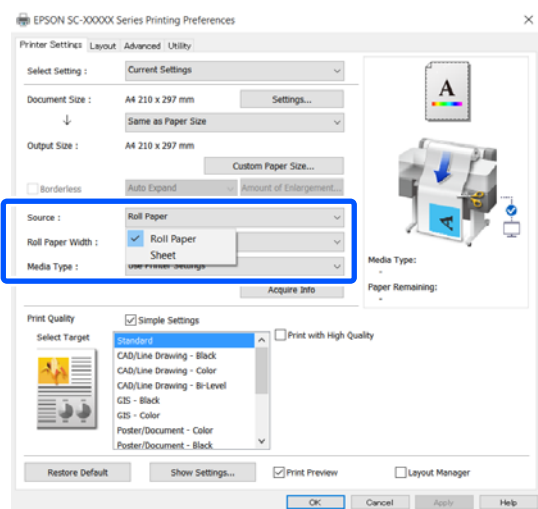 EPSON SC-XXXXX Series Printing Preferences
Printer Settings Layout Advanced Utility
Select Setting : Current Settings
Document Size : A4 210 x 297 mm Settings...
Same as Paper Size
Output Size : A4 210 x 297 mm
Custom Paper Size...
Borderless Auto Expand Amount of Enlargement...
Source : Roll Paper
Roll Paper Width :
Roll Paper
Sheet
Media Type :
Acquire Info
A
A
Media Type:
-
Paper Remaining:
-
Print Quality Simple Settings
Select Target
Standard
CAD/Line Drawing - Black
CAD/Line Drawing - Color
CAD/Line Drawing - Bi-Level
GIS - Black
GIS - Color
Poster/Document - Color
Poster/Document - Black
Print with High Quality
Restore Default Show Settings... Print Preview Layout Manager
OK Cancel Apply Help